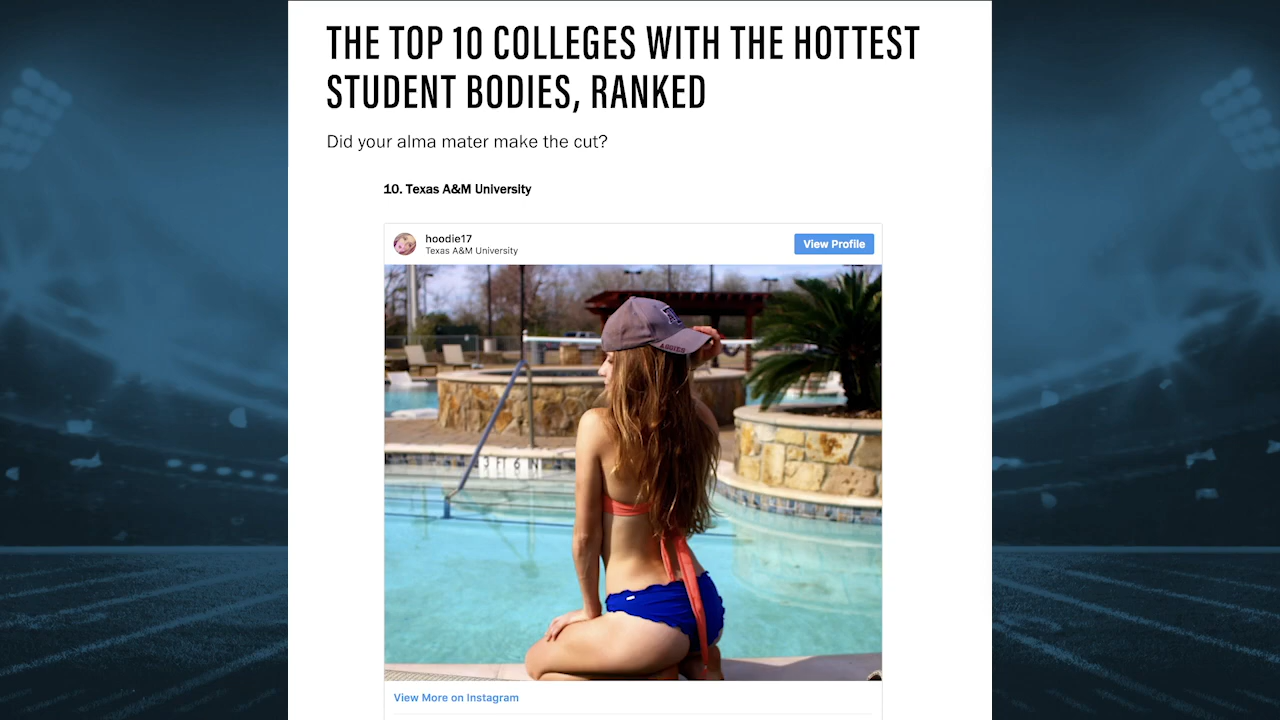 THE TOP 10 COLLEGES WITH THE HOTTEST
STUDENT BODIES, RANKED
Did your alma mater make the cut?
10. Texas A&M University
hoodie17
Texas A&M University
View Profile
AGGIES
View More on Instagram